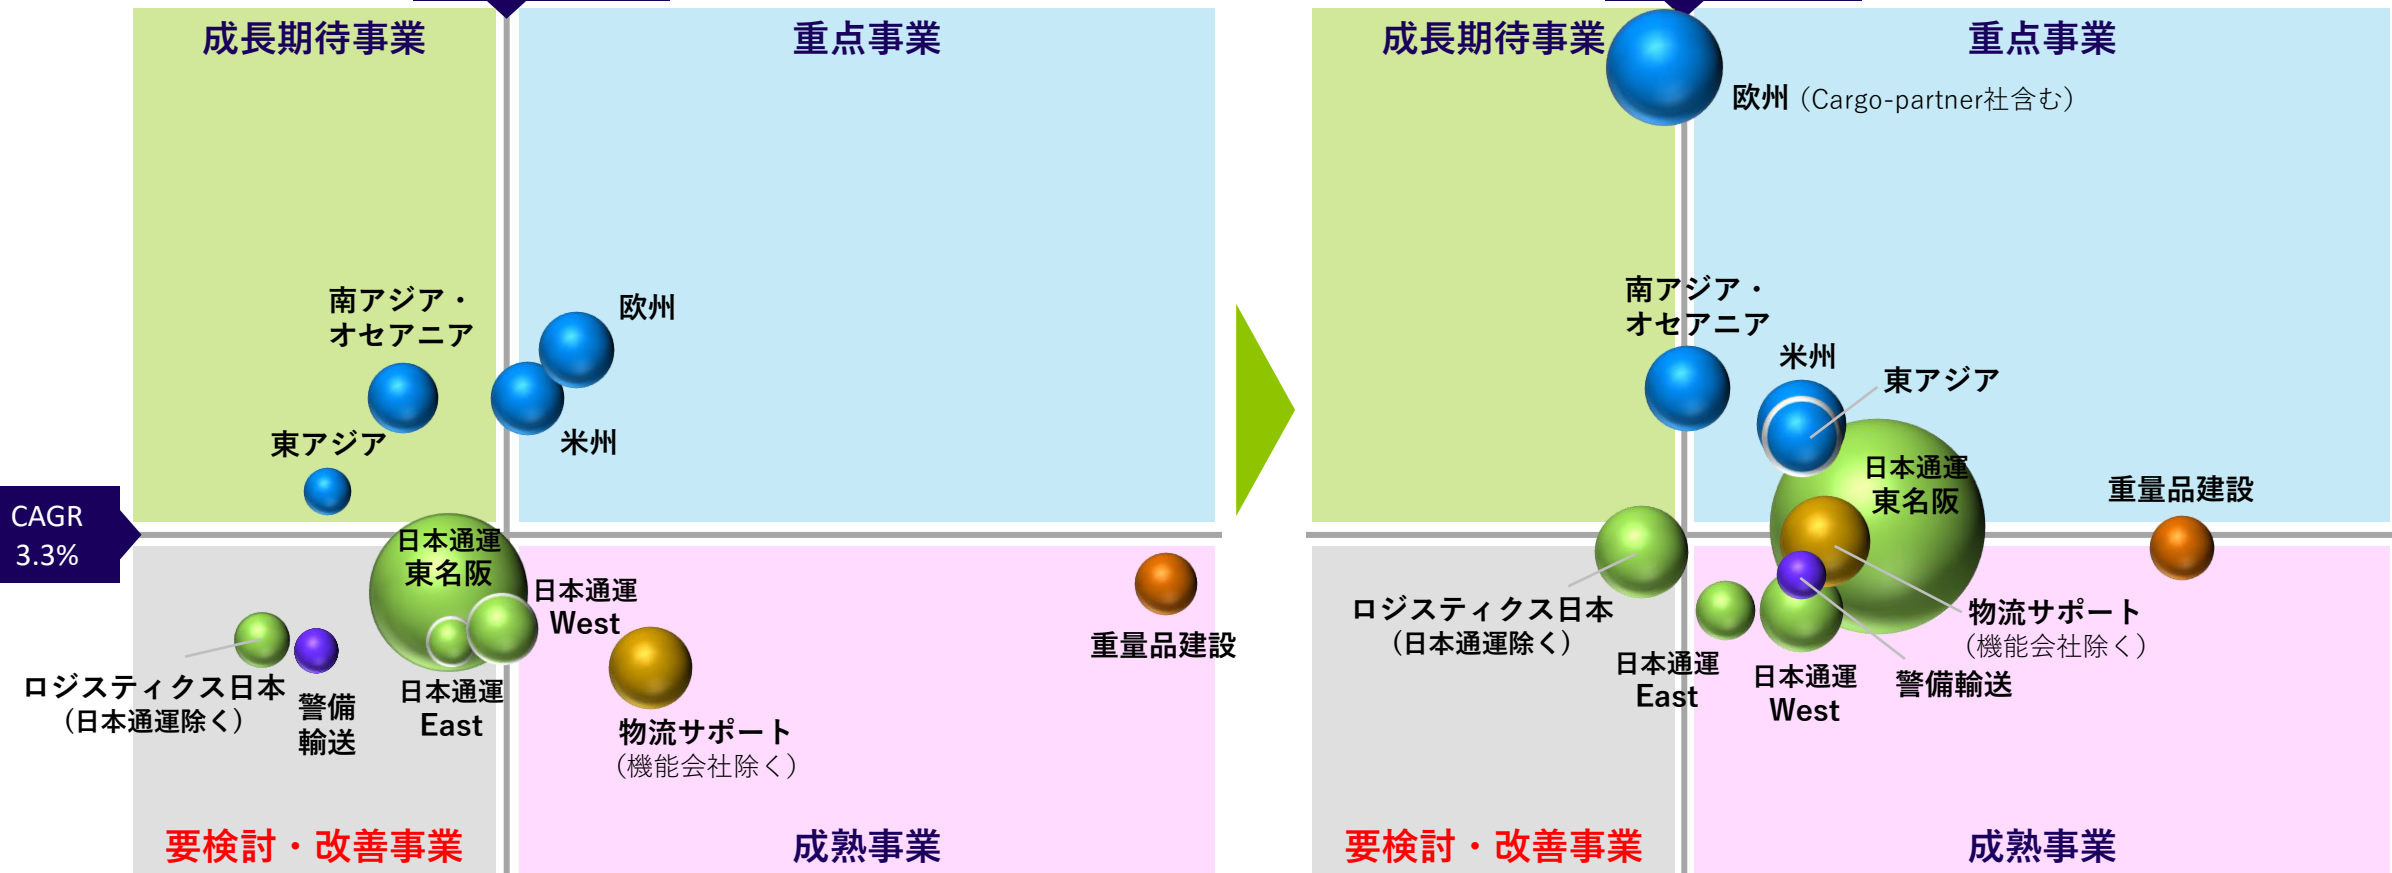 成長期待事業
重点事業
南アジア・
オセアニア
欧州
東アジア
米州
CAGR
3.3%
日本通運
東名阪
日本通運
West
重量品建設
ロジスティクス日本
（日本通運除く）
警備
輸送
日本通運
East
物流サポート
（機能会社除く）
要検討・改善事業
成熟事業
成長期待事業
重点事業
欧州（Cargo-partner社含む）
南アジア・
オセアニア
米州
東アジア
日本通運
東名阪
重量品建設
ロジスティクス日本
（日本通運除く）
物流サポート
（機能会社除く）
日本通運
East
日本通運
West
警備輸送
要検討・改善事業
成熟事業